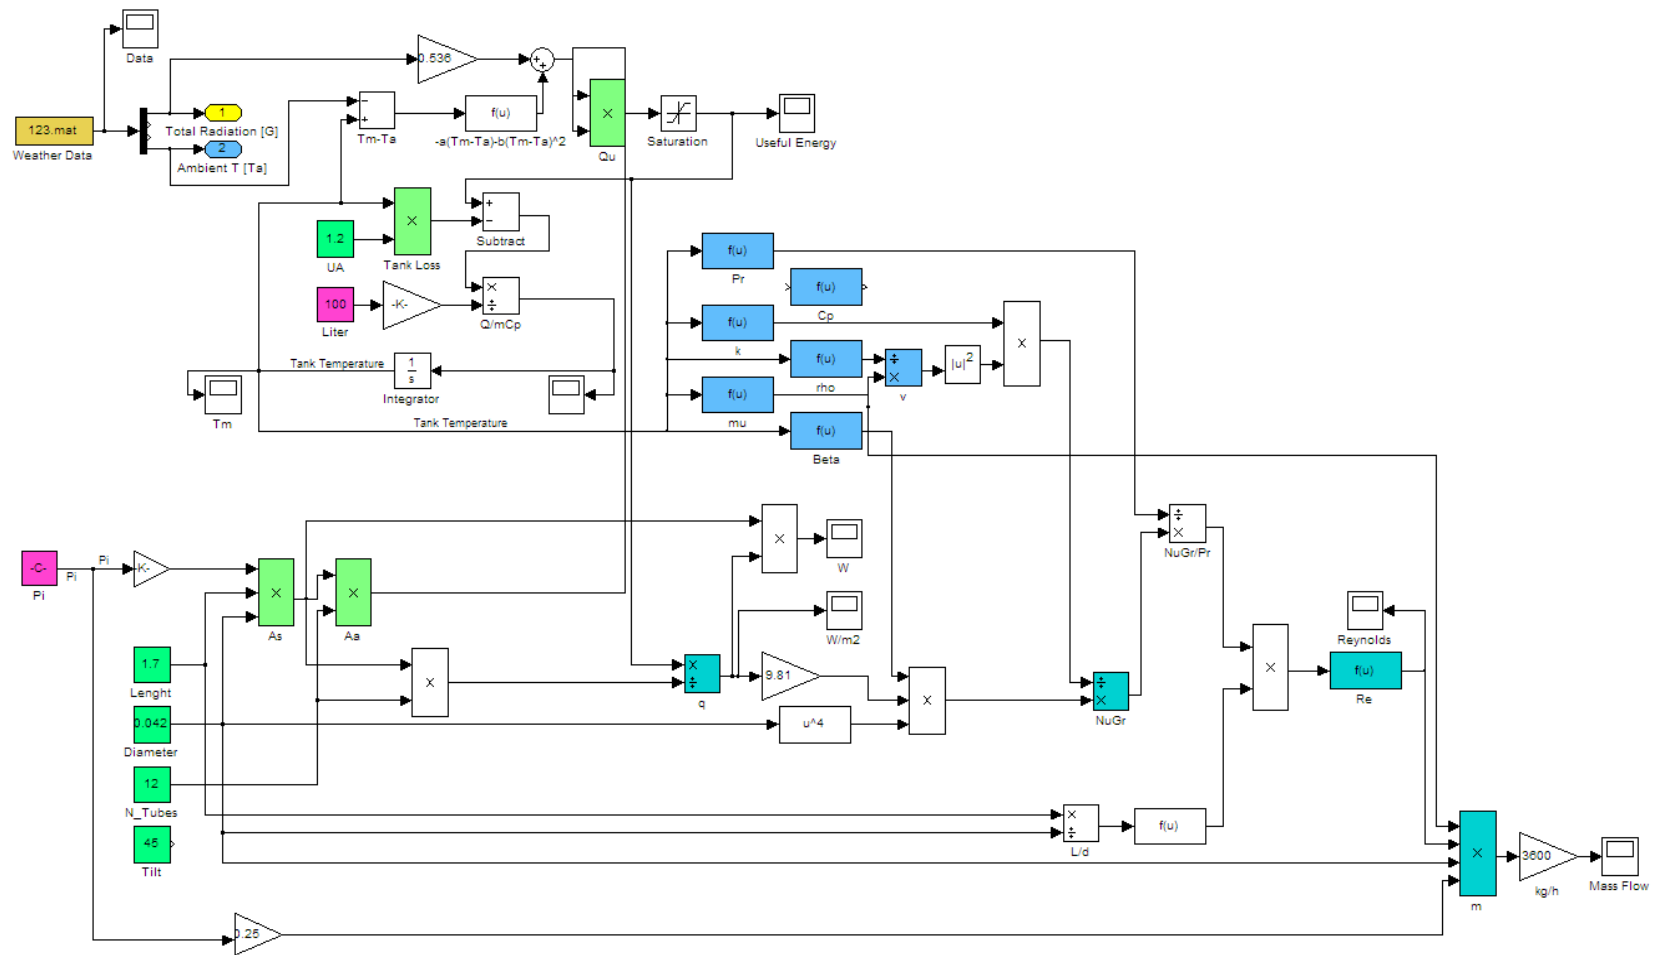 Data
0.536
123.mat
Weather Data
1
Total Radiation [G]
2
Ambient T [Ta]
Tm-Ta
f(u)
-a(Tm-Ta)-b(Tm-Ta)^2
Qu
Saturation
Useful Energy
1.2
UA
Tank Loss
Subtract
100
Liter
-K-
Q/mCp
Tank Temperature
1
s
Integrator
Tm
Tank Temperature
f(u)
Pr
f(u)
Cp
f(u)
k
f(u)
rho
v
|u|2
f(u)
mu
f(u)
Beta
NuGr/Pr
-C-
Pi
Pi
Pi
-K-
As
Aa
W
W/m2
1.7
Lenght
0.042
Diameter
12
N_Tubes
45
Tilt
q
9.81
u^4
NuGr
Reynolds
f(u)
Re
L/d
f(u)
m
3600
kg/h
Mass Flow
0.25